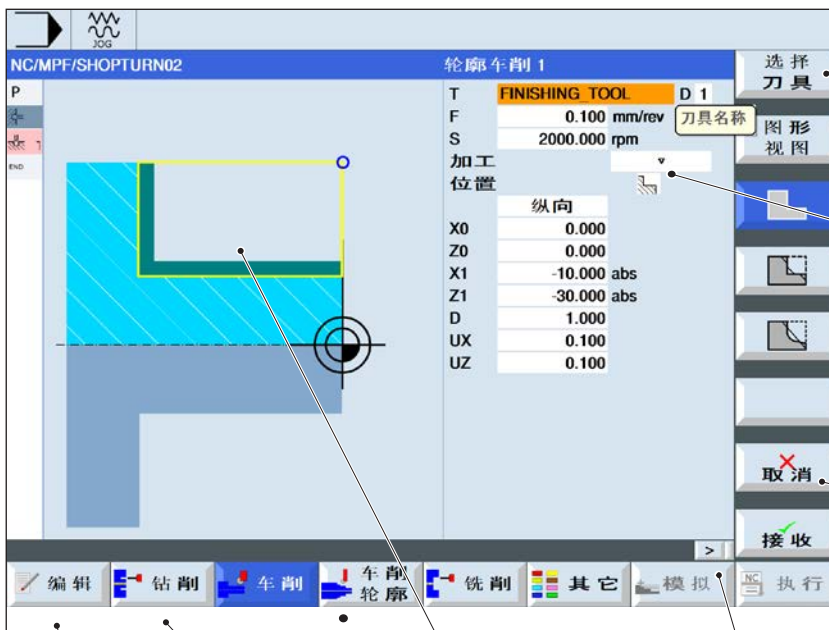 JOG
NC/MPF/SHOPTURN02
轮廓车削 1
P
END
T FINISHING_TOOL D 1
F 0.100 mm/rev
刀具名称
S 2000.000 rpm
加工
位置
纵向
X0 0.000
Z0 0.000
X1 -10.000 abs
Z1 -30.000 abs
D 1.000
UX 0.100
UZ 0.100
选择
刀具
图形
视图
取消
接收
>
编辑
钻削
车削
车削
轮廓
铣削
其它
模拟
NC
执行